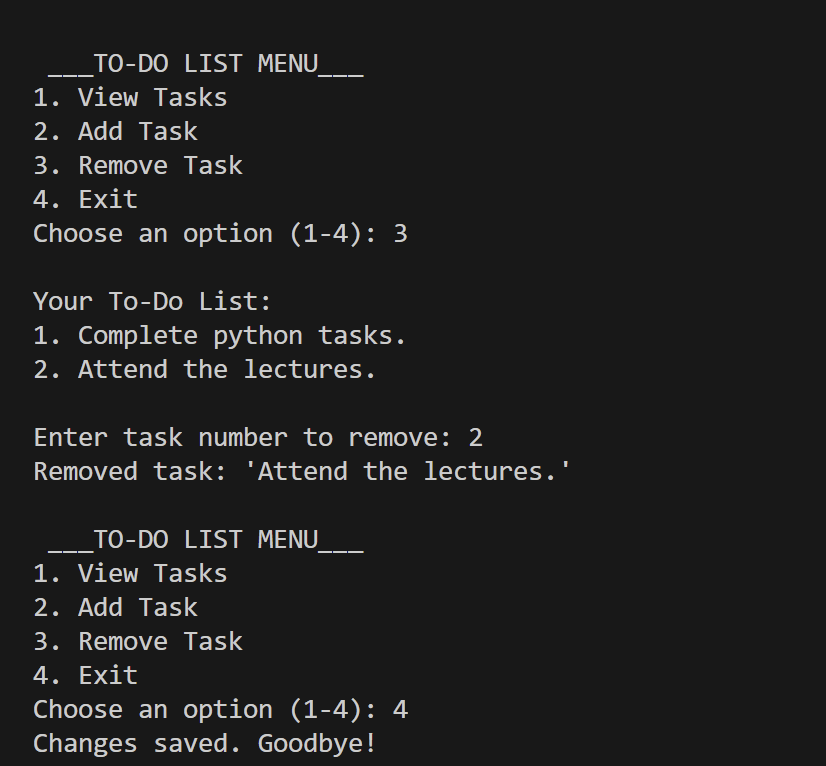 ___TO-DO LIST MENU___
1. View Tasks
2. Add Task
3. Remove Task
4. Exit
Choose an option (1-4): 3
Your To-Do List:
1. Complete python tasks.
2. Attend the lectures.
Enter task number to remove: 2
Removed task: 'Attend the lectures.'
___TO-DO LIST MENU___
1. View Tasks
2. Add Task
3. Remove Task
4. Exit
Choose an option (1-4): 4
Changes saved. Goodbye!